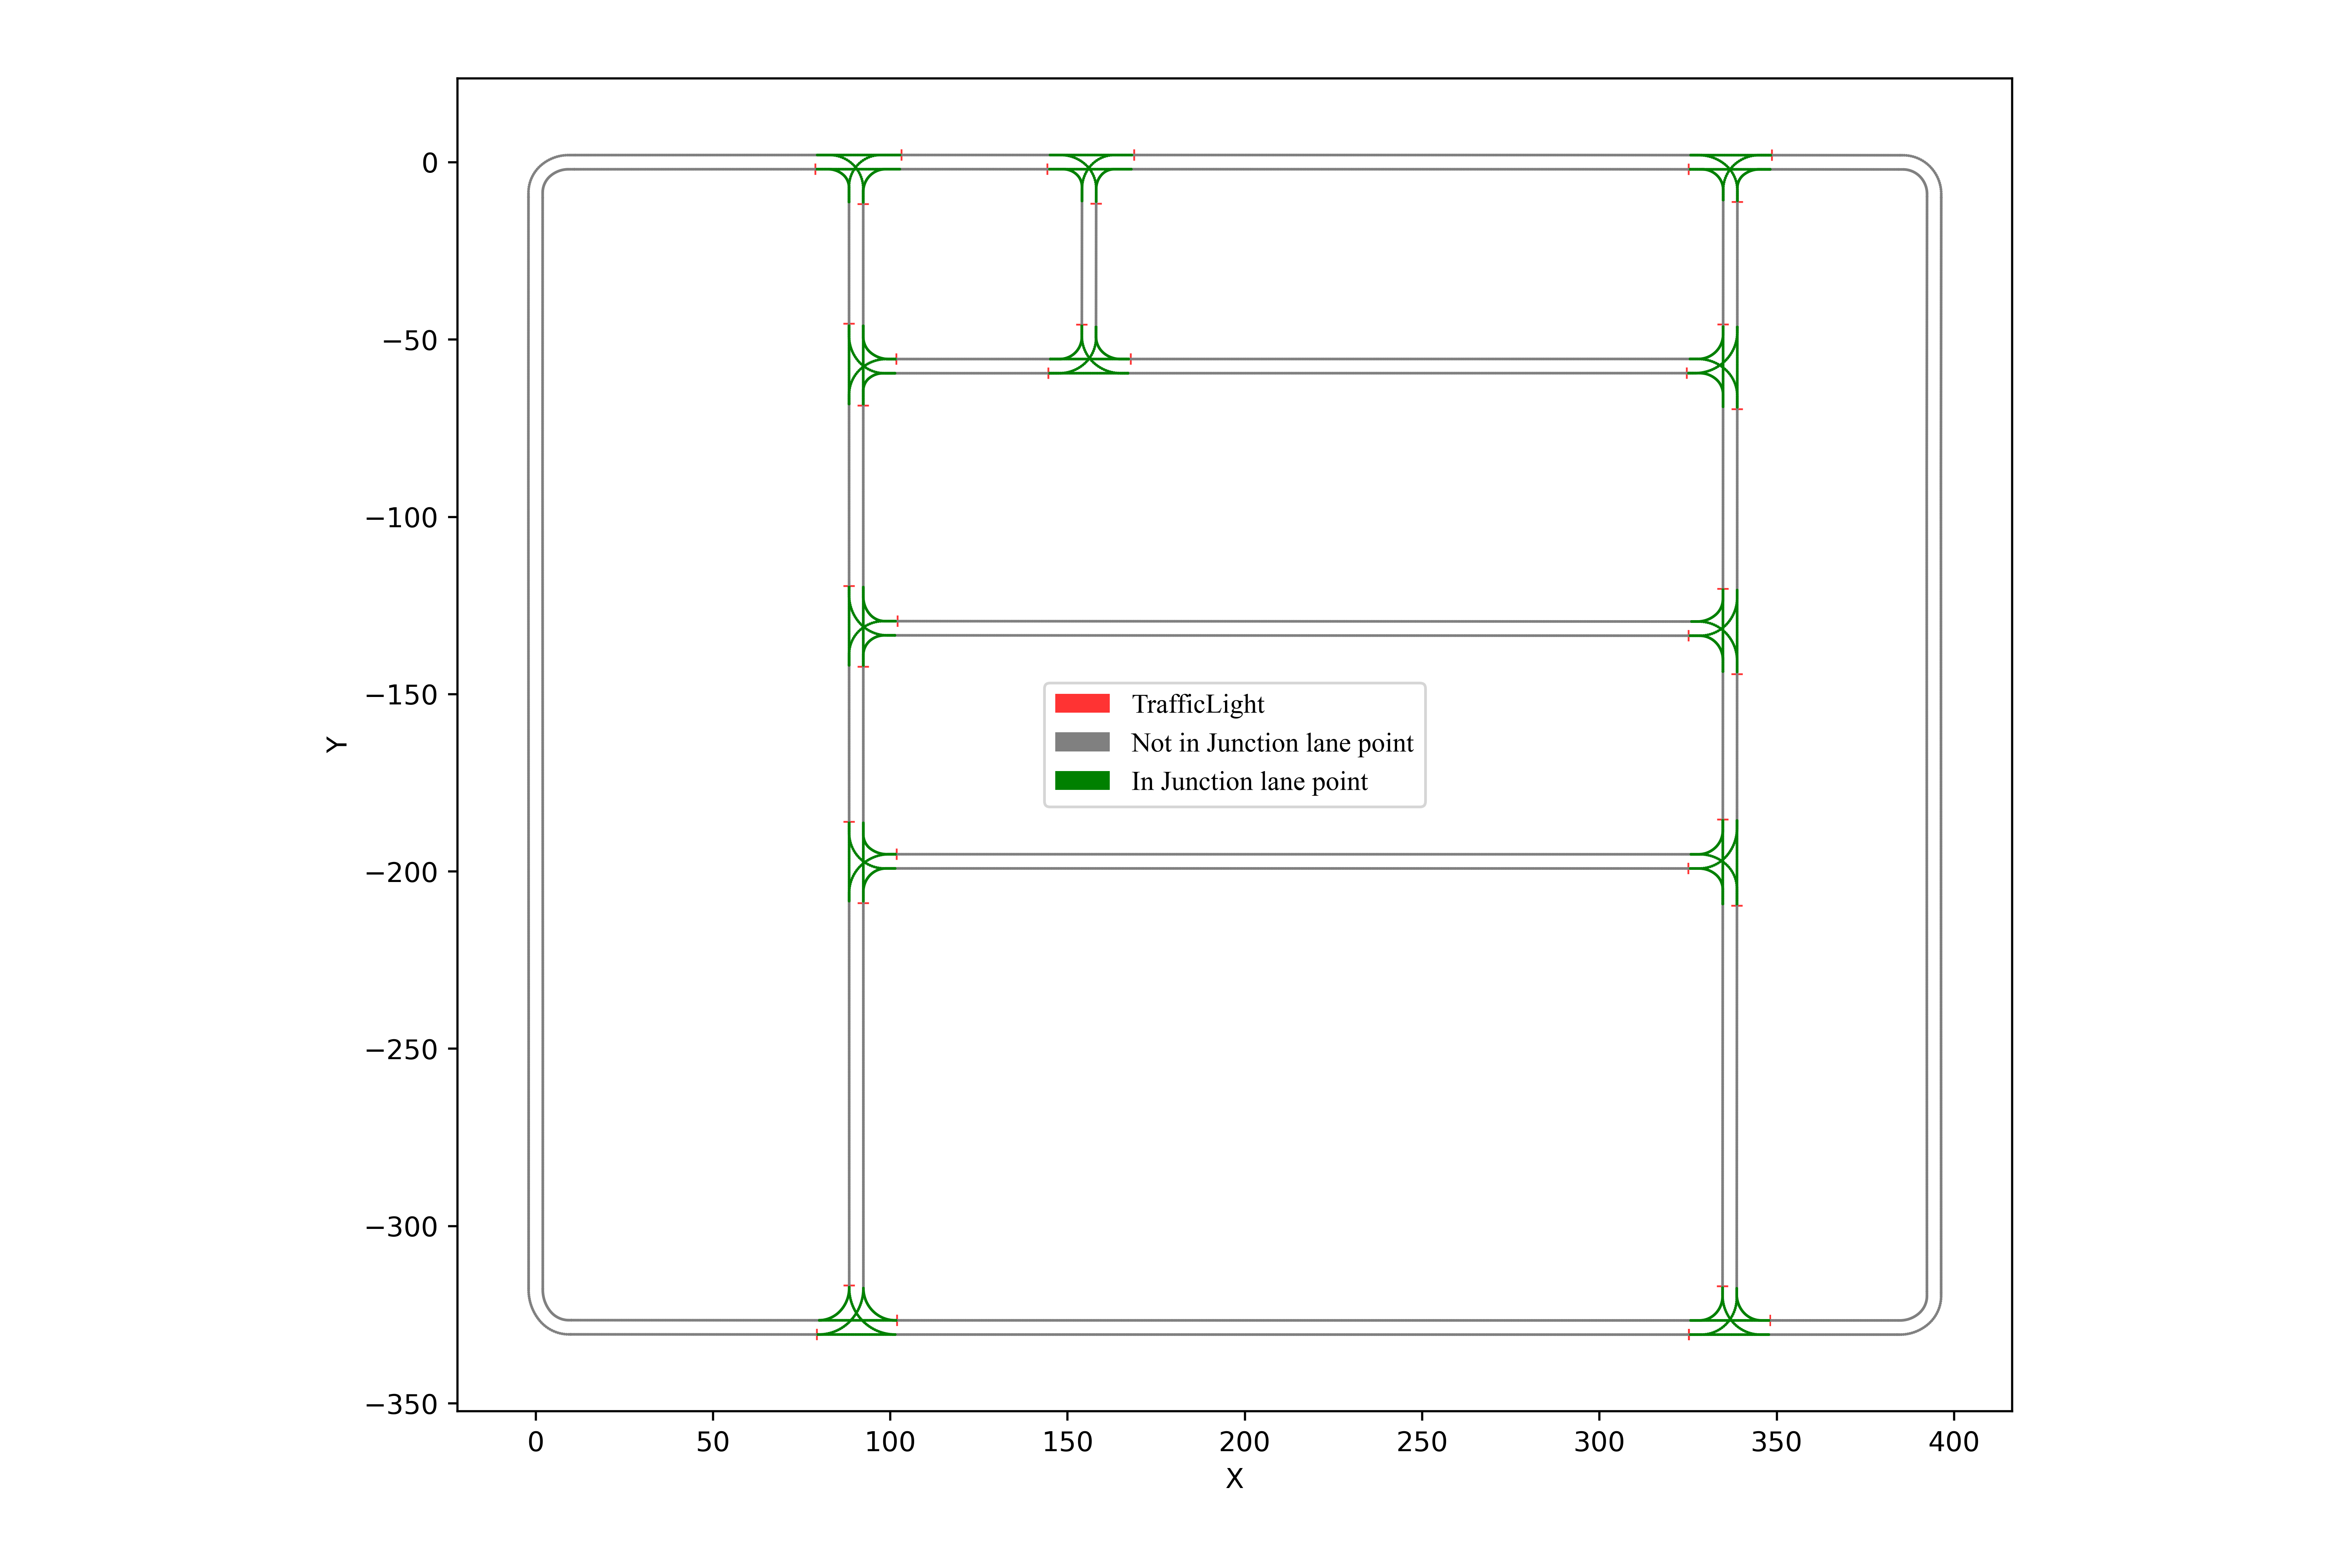 0
−50
−100
−150
−200
−250
−300
−350
Y
TrafficLight
Not in Junction lane point
In Junction lane point
0 50 100 150 200 250 300 350 400
X